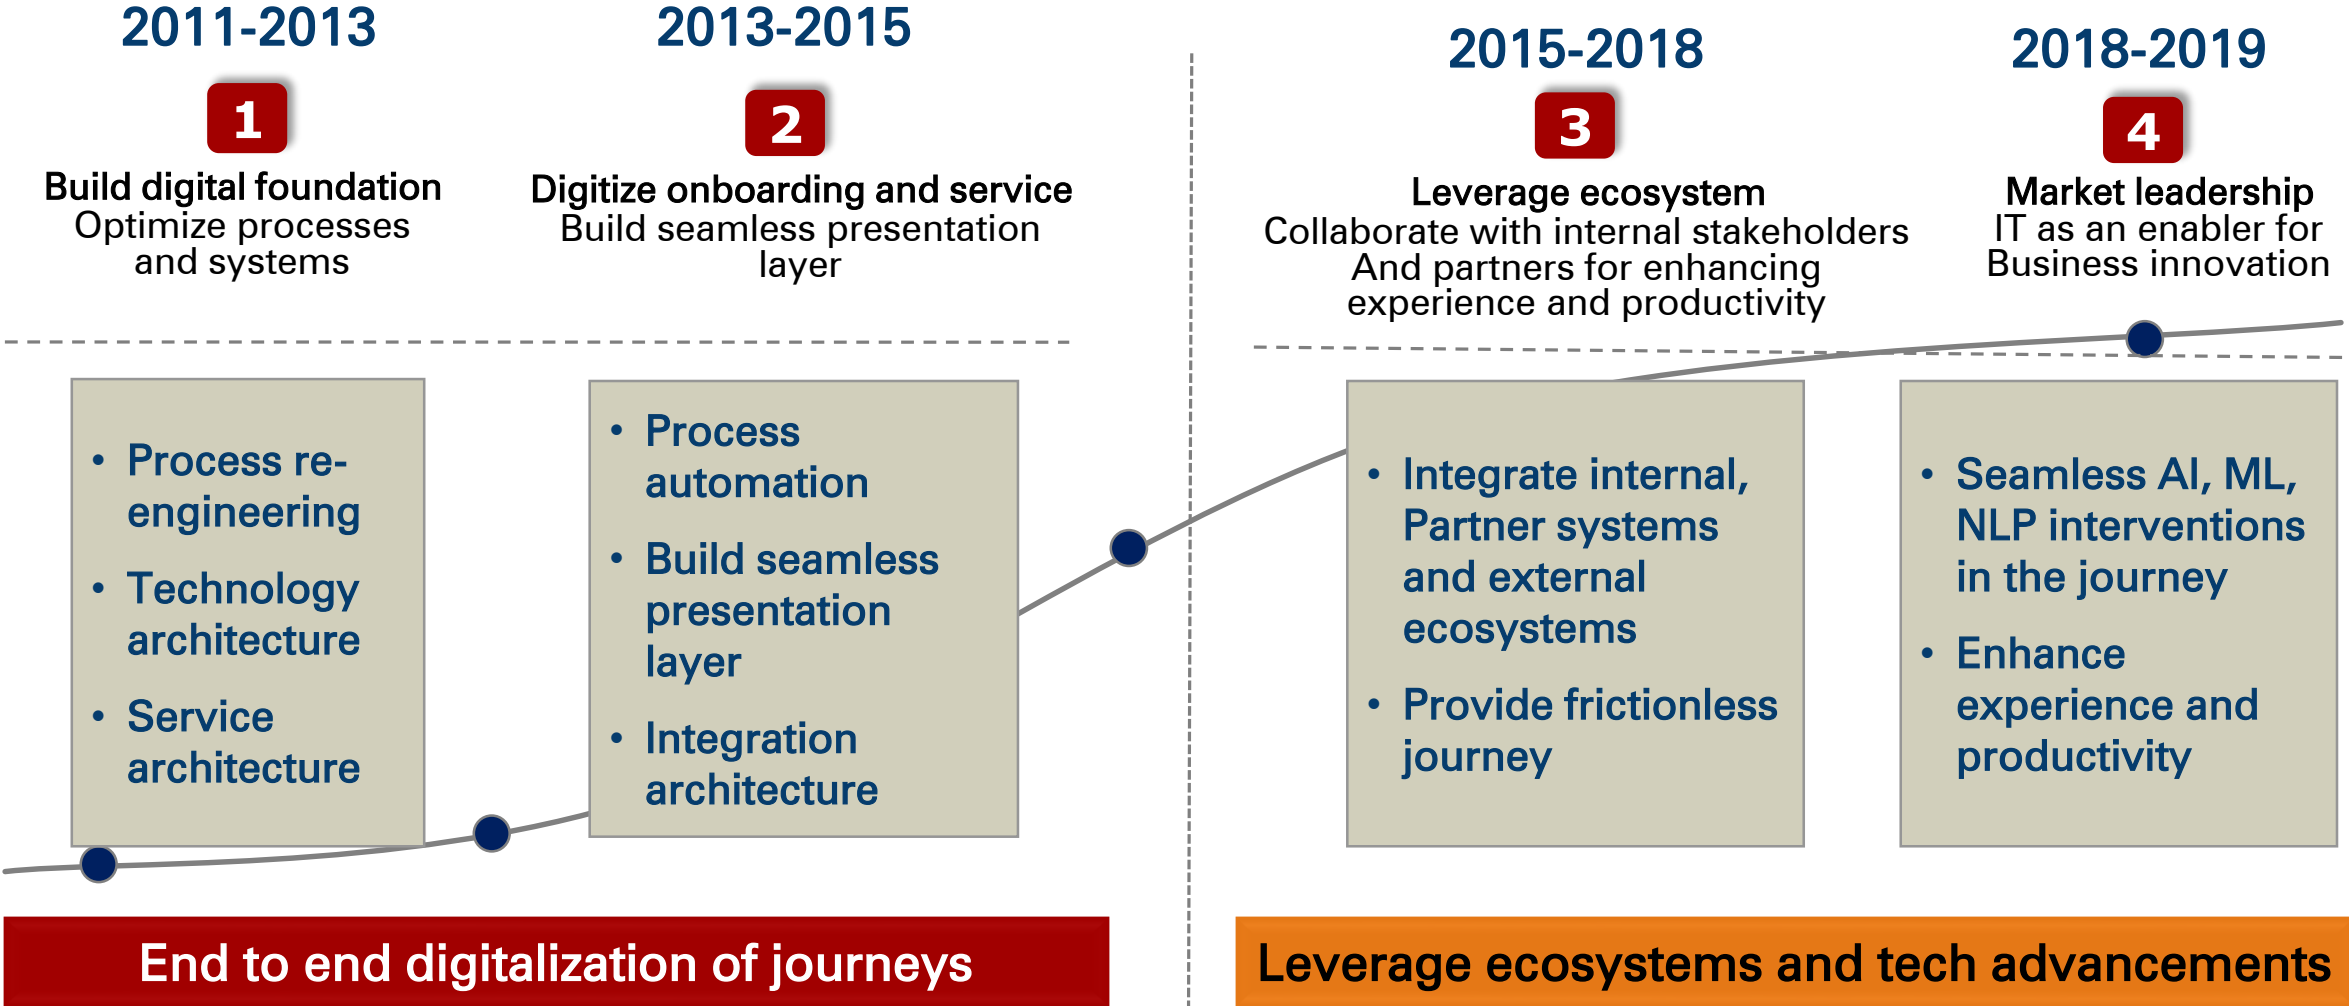 2011-2013
1
Build digital foundation
Optimize processes
and systems
2013-2015
2
Digitize onboarding and service
Build seamless presentation
layer
2015-2018
3
Leverage ecosystem
Collaborate with internal stakeholders
And partners for enhancing
experience and productivity
2018-2019
4
Market leadership
IT as an enabler for
Business innovation
• Process re-
engineering
• Technology
architecture
• Service
architecture
• Process
automation
• Build seamless
presentation
layer
• Integration
architecture
• Integrate internal,
Partner systems
and external
ecosystems
• Provide frictionless
journey
• Seamless AI, ML,
NLP interventions
in the journey
• Enhance
experience and
productivity
End to end digitalization of journeys
Leverage ecosystems and tech advancements